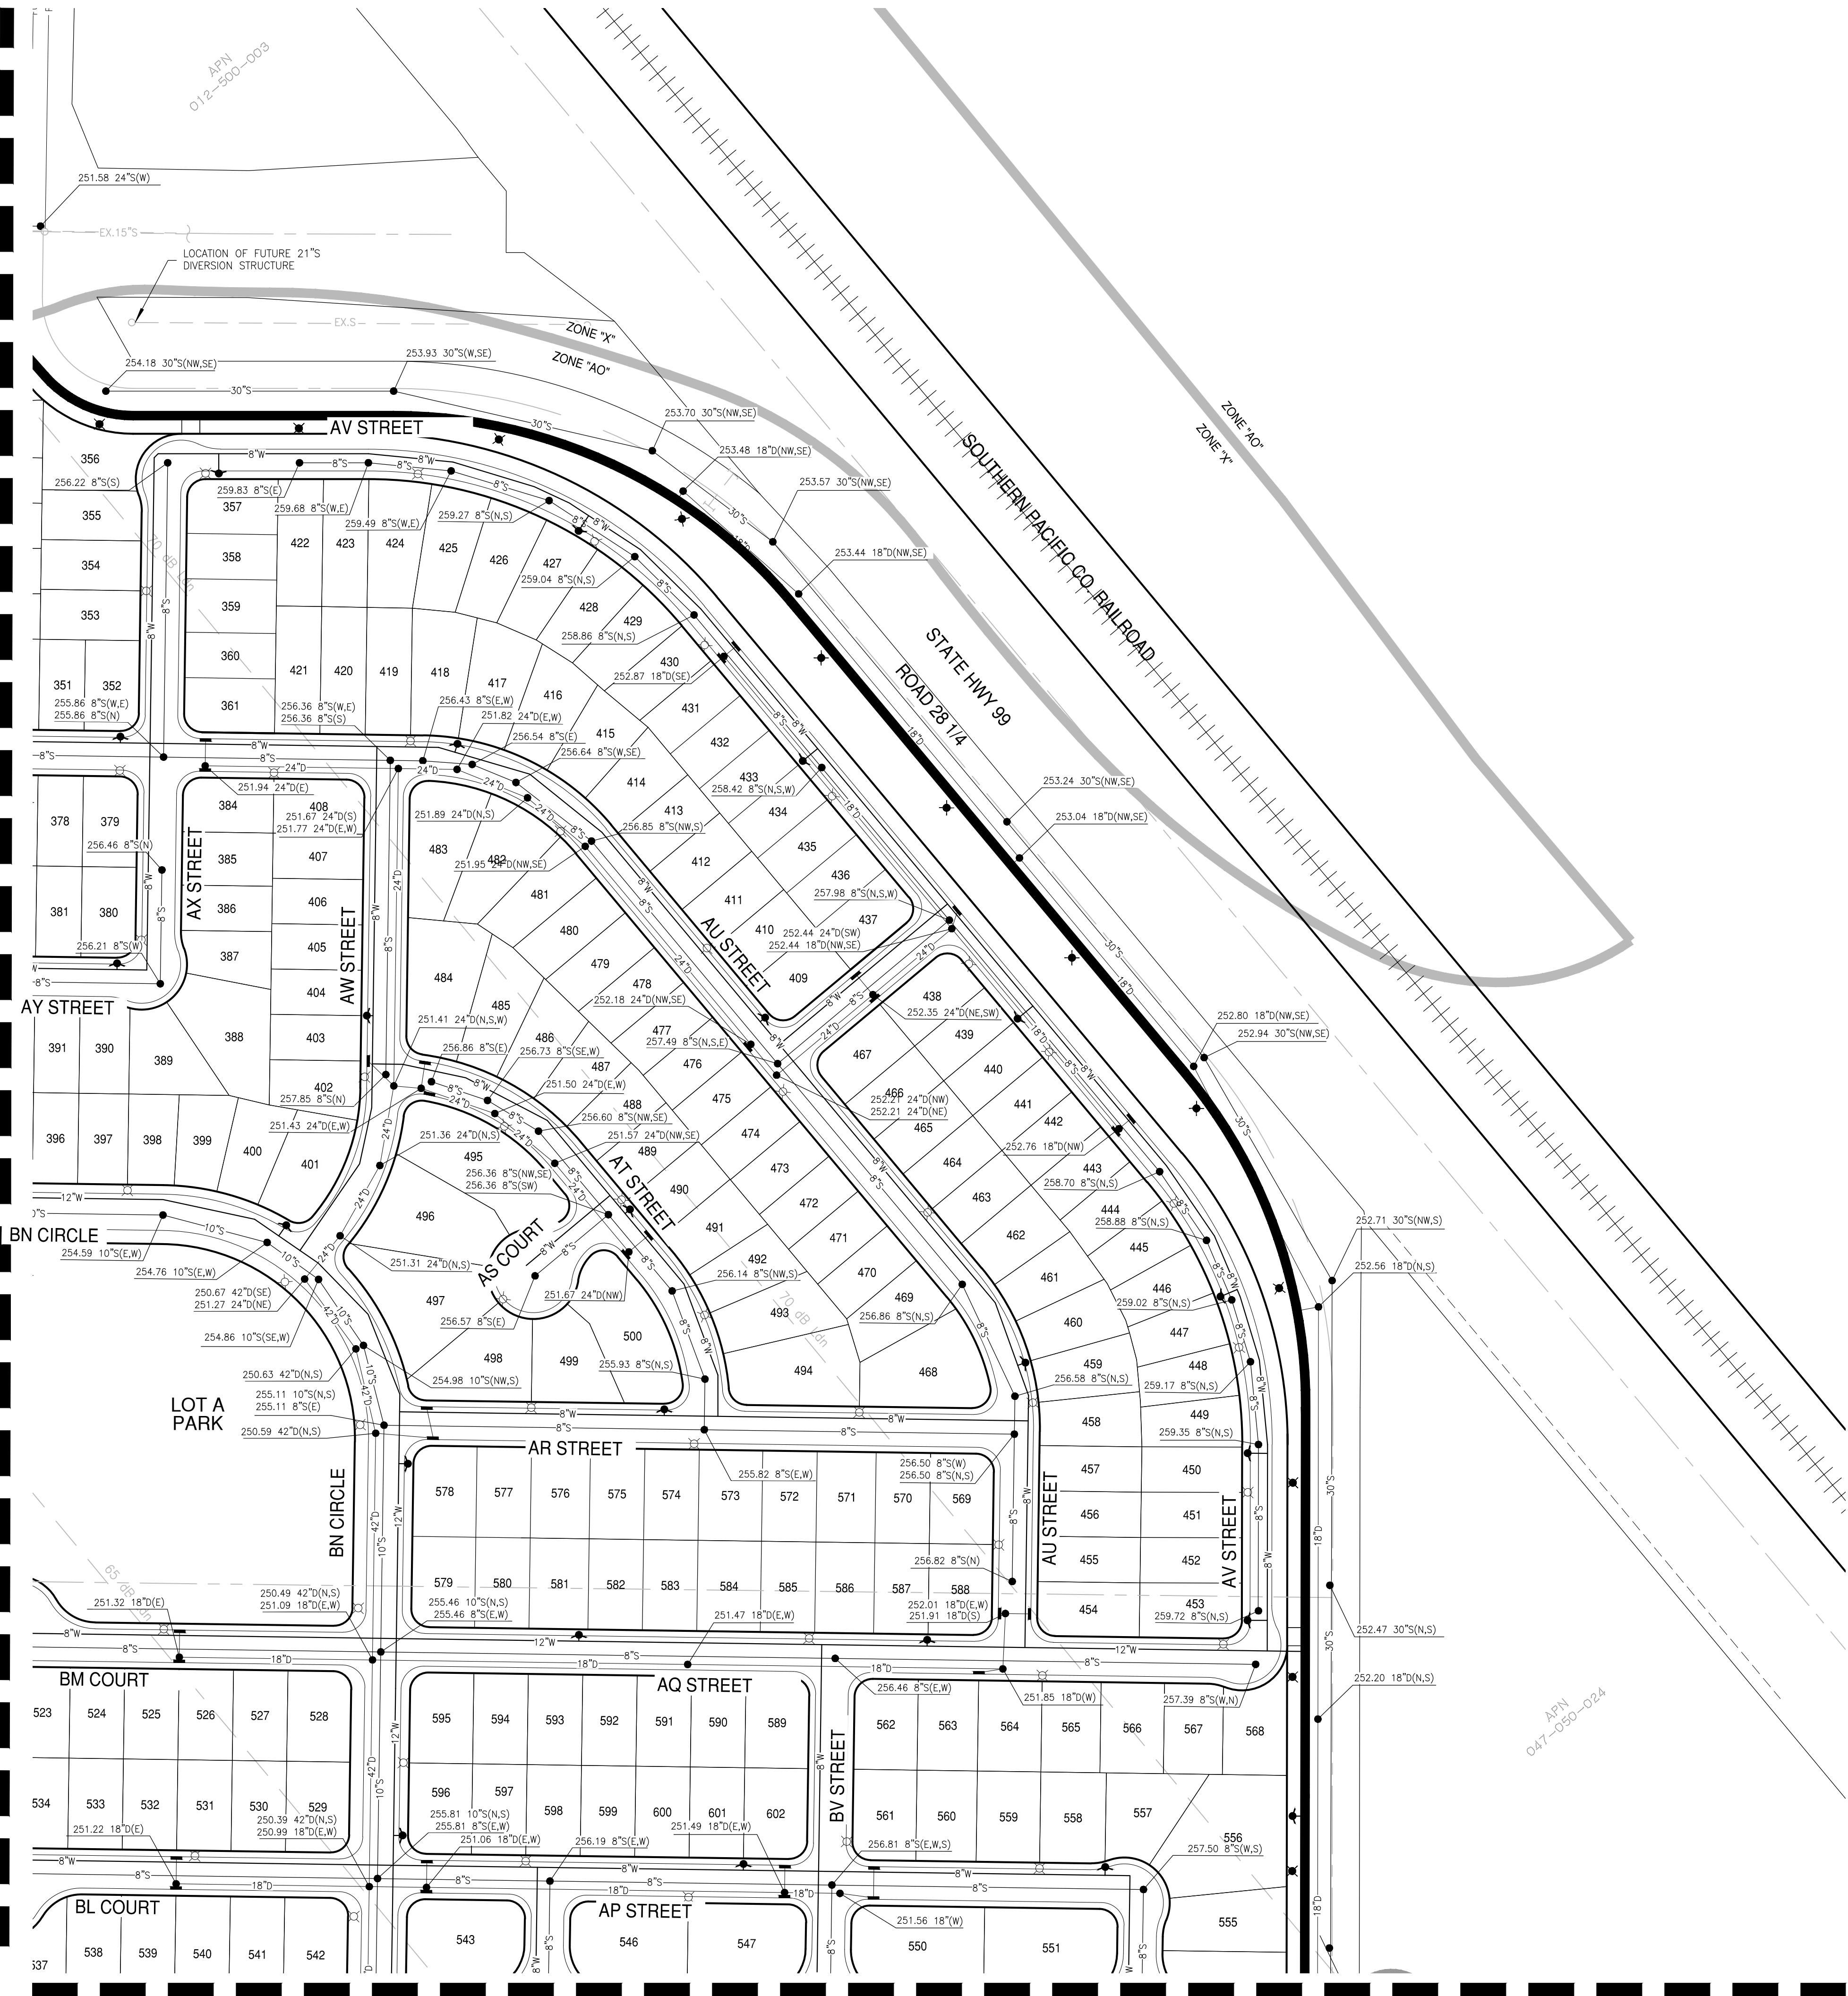 APN
012-500-003
251.58 24"S(W)
EX.15"S
LOCATION OF FUTURE 21"S
DIVERSION STRUCTURE
EX.S
ZONE "X"
ZONE "AO"
254.18 30"S(NW,SE)
253.93 30"S(W,SE)
30"S
30"S
253.70 30"S(NW,SE)
253.48 18"D(NW,SE)
253.57 30"S(NW,SE)
30"S
18"D
253.44 18"D(NW,SE)
ZONE "AO"
ZONE "X"
SOUTHERN PACIFIC CO. RAILROAD
STATE HWY 99
ROAD 28 1/4
AV STREET
356
256.22 8"S(S)
355
354
353
351
352
255.86 8"S(W,E)
255.86 8"S(N)
70 dB Ldn
8"W
8"S
8"S
8"W
8"S
259.83 8"S(E)
357
259.68 8"S(W,E)
259.49 8"S(W,E)
259.27 8"S(N,S)
358
422
423
424
425
426
427
259.04 8"S(N,S)
359
428
429
258.86 8"S(N,S)
360
361
421
420
419
418
417
416
430
252.87 18"D(SE)
431
256.43 8"S(E,W)
256.36 8"S(W,E)
256.36 8"S(S)
251.82 24"D(E,W)
256.54 8"S(E)
256.64 8"S(W,SE)
415
432
414
433
258.42 8"S(N,S,W)
434
253.24 30"S(NW,SE)
253.04 18"D(NW,SE)
251.94 24"D(E)
384
408
251.67 24"D(S)
251.77 24"D(E,W)
251.89 24"D(N,S)
413
256.85 8"S(NW,S)
378
379
256.46 8"S(N)
AX STREET
385
407
483
482
251.95 24"D(NW,SE)
412
435
381
380
386
406
481
411
436
257.98 8"S(N,S,W)
256.21 8"S(W)
387
405
AW STREET
480
AU STREET
410
437
252.44 24"D(SW)
252.44 18"D(NW,SE)
AY STREET
404
484
479
478
409
485
252.18 24"D(NW,SE)
438
252.35 24"D(NE,SW)
391
390
389
388
403
251.41 24"D(N,S,W)
486
477
257.49 8"S(N,S,E)
439
252.80 18"D(NW,SE)
252.94 30"S(NW,SE)
256.86 8"S(E)
256.73 8"S(SE,W)
487
476
467
440
402
257.85 8"S(N)
251.50 24"D(E,W)
488
475
466
252.21 24"D(NW)
252.21 24"D(NE)
441
396
397
398
399
400
401
251.43 24"D(E,W)
256.60 8"S(NW,SE)
474
465
442
251.36 24"D(N,S)
251.57 24"D(NW,SE)
489
252.76 18"D(NW)
495
256.36 8"S(NW,SE)
256.36 8"S(SW)
AT STREET
473
464
443
258.70 8"S(N,S)
12"W
BN CIRCLE
490
472
463
444
258.88 8"S(N,S)
252.71 30"S(NW,S)
254.59 10"S(E,W)
496
AS COURT
491
471
462
445
254.76 10"S(E,W)
251.31 24"D(N,S)
492
256.14 8"S(NW,S)
470
461
252.56 18"D(N,S)
250.67 42"D(SE)
251.27 24"D(NE)
497
251.67 24"D(NW)
70 dB Ldn
469
446
259.02 8"S(N,S)
256.57 8"S(E)
493
256.86 8"S(N,S)
460
254.86 10"S(SE,W)
498
499
500
447
250.63 42"D(N,S)
255.93 8"S(N,S)
494
468
459
448
254.98 10"S(NW,S)
256.58 8"S(N,S)
259.17 8"S(N,S)
LOT A
PARK
255.11 10"S(N,S)
255.11 8"S(E)
250.59 42"D(N,S)
458
449
259.35 8"S(N,S)
AR STREET
255.82 8"S(E,W)
256.50 8"S(W)
256.50 8"S(N,S)
BN CIRCLE
578
577
576
575
574
573
572
571
570
569
457
450
AU STREET
456
451
AV STREET
65 dB Ldn
256.82 8"S(N)
455
452
251.32 18"D(E)
250.49 42"D(N,S)
251.09 18"D(E,W)
579
580
581
582
583
584
585
586
587
588
255.46 10"S(N,S)
255.46 8"S(E,W)
251.47 18"D(E,W)
252.01 18"D(E,W)
251.91 18"D(S)
454
453
259.72 8"S(N,S)
252.47 30"S(N,S)
8"W
12"W
12"W
8"S
18"D
BM COURT
AQ STREET
256.46 8"S(E,W)
251.85 18"D(W)
257.39 8"S(W,N)
252.20 18"D(N,S)
523
524
525
526
527
528
595
594
593
592
591
590
589
BV STREET
562
563
564
565
566
567
568
APN
047-050-024
534
533
532
531
530
529
596
597
598
599
600
601
602
561
560
559
558
557
556
250.39 42"D(N,S)
250.99 18"D(E,W)
251.22 18"D(E)
255.81 10"S(N,S)
255.81 8"S(E,W)
251.06 18"D(E,W)
256.19 8"S(E,W)
251.49 18"D(E,W)
256.81 8"S(E,W,S)
257.50 8"S(W,S)
8"W
8"S
18"D
BL COURT
AP STREET
251.56 18"(W)
537
538
539
540
541
542
543
546
547
550
551
555